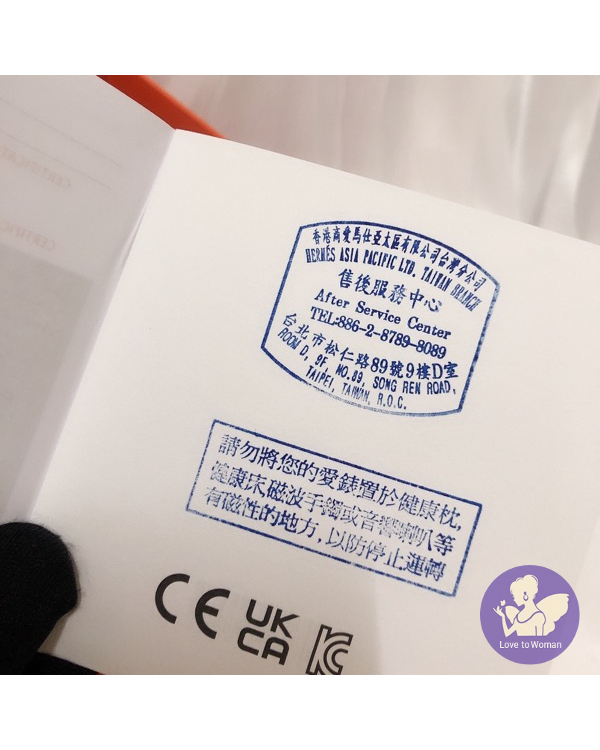 香港商愛馬仕亞太區有限公司台灣分公司
HERMÈS ASIA PACIFIC LTD. TAIWAN BRANCH
售後服務中心
After Service Center
TEL:886-2-8789-8089
台北市松仁路89號9樓D室
ROOM D, 9F, NO.89, SONG REN ROAD,
TAIPEI, TAIWAN, R.O.C.
請勿將您的愛錶置於健康枕,
健康床磁波手鐲或音響喇叭等
有磁性的地方,以防停止運轉
CE UK
CA
Love to Woman